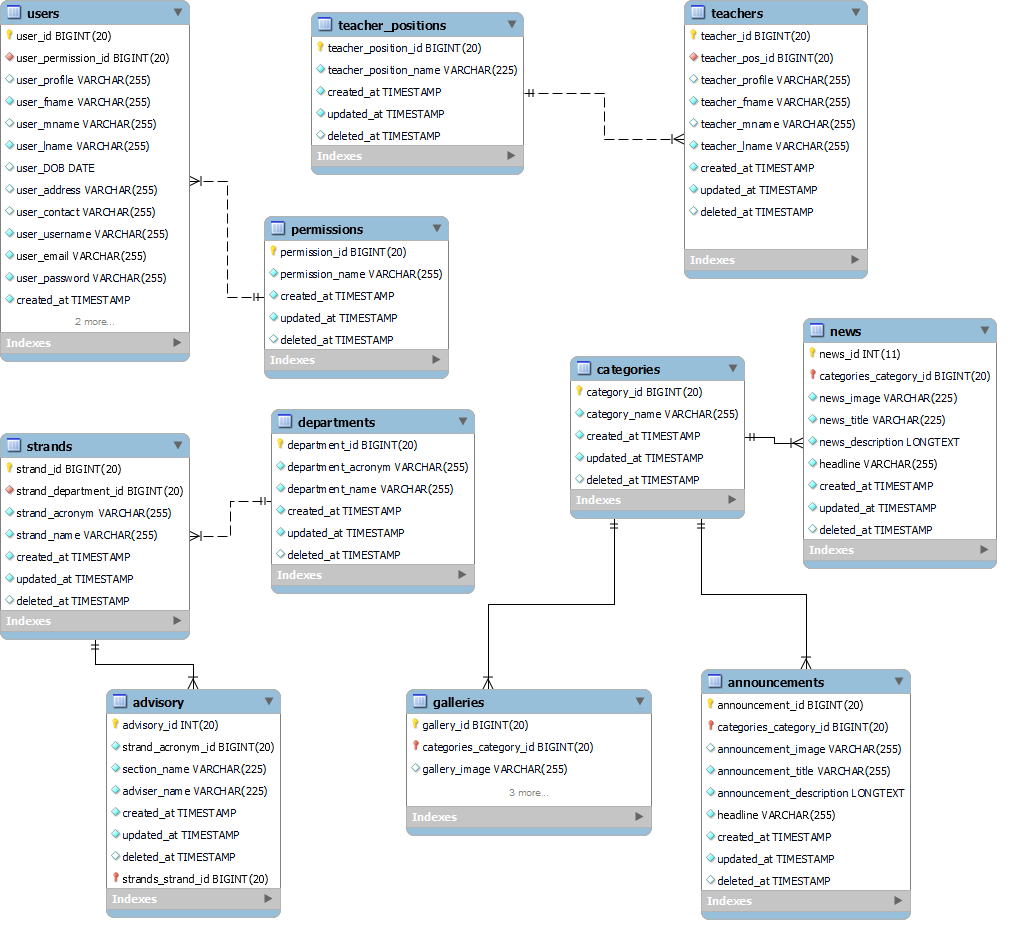 users
user_id BIGINT(20)
user_permission_id BIGINT(20)
user_profile VARCHAR(255)
user_fname VARCHAR(255)
user_mname VARCHAR(255)
user_lname VARCHAR(255)
user_DOB DATE
user_address VARCHAR(255)
user_contact VARCHAR(255)
user_username VARCHAR(255)
user_email VARCHAR(255)
user_password VARCHAR(255)
created_at TIMESTAMP
2 more...
Indexes
teacher_positions
teacher_position_id BIGINT(20)
teacher_position_name VARCHAR(225)
created_at TIMESTAMP
updated_at TIMESTAMP
deleted_at TIMESTAMP
Indexes
teachers
teacher_id BIGINT(20)
teacher_pos_id BIGINT(20)
teacher_profile VARCHAR(255)
teacher_fname VARCHAR(255)
teacher_mname VARCHAR(255)
teacher_lname VARCHAR(255)
created_at TIMESTAMP
updated_at TIMESTAMP
deleted_at TIMESTAMP
Indexes
permissions
permission_id BIGINT(20)
permission_name VARCHAR(255)
created_at TIMESTAMP
updated_at TIMESTAMP
deleted_at TIMESTAMP
Indexes
categories
category_id BIGINT(20)
category_name VARCHAR(255)
created_at TIMESTAMP
updated_at TIMESTAMP
deleted_at TIMESTAMP
Indexes
news
news_id INT(11)
categories_category_id BIGINT(20)
news_image VARCHAR(225)
news_title VARCHAR(225)
news_description LONGTEXT
headline VARCHAR(255)
created_at TIMESTAMP
updated_at TIMESTAMP
deleted_at TIMESTAMP
Indexes
strands
strand_id BIGINT(20)
strand_department_id BIGINT(20)
strand_acronym VARCHAR(255)
strand_name VARCHAR(255)
created_at TIMESTAMP
updated_at TIMESTAMP
deleted_at TIMESTAMP
Indexes
departments
department_id BIGINT(20)
department_acronym VARCHAR(255)
department_name VARCHAR(255)
created_at TIMESTAMP
updated_at TIMESTAMP
deleted_at TIMESTAMP
Indexes
advisory
advisory_id INT(20)
strand_acronym_id BIGINT(20)
section_name VARCHAR(225)
adviser_name VARCHAR(225)
created_at TIMESTAMP
updated_at TIMESTAMP
deleted_at TIMESTAMP
strands_strand_id BIGINT(20)
Indexes
galleries
gallery_id BIGINT(20)
categories_category_id BIGINT(20)
gallery_image VARCHAR(255)
3 more...
Indexes
announcements
announcement_id BIGINT(20)
categories_category_id BIGINT(20)
announcement_image VARCHAR(255)
announcement_title VARCHAR(255)
announcement_description LONGTEXT
headline VARCHAR(255)
created_at TIMESTAMP
updated_at TIMESTAMP
deleted_at TIMESTAMP
Indexes